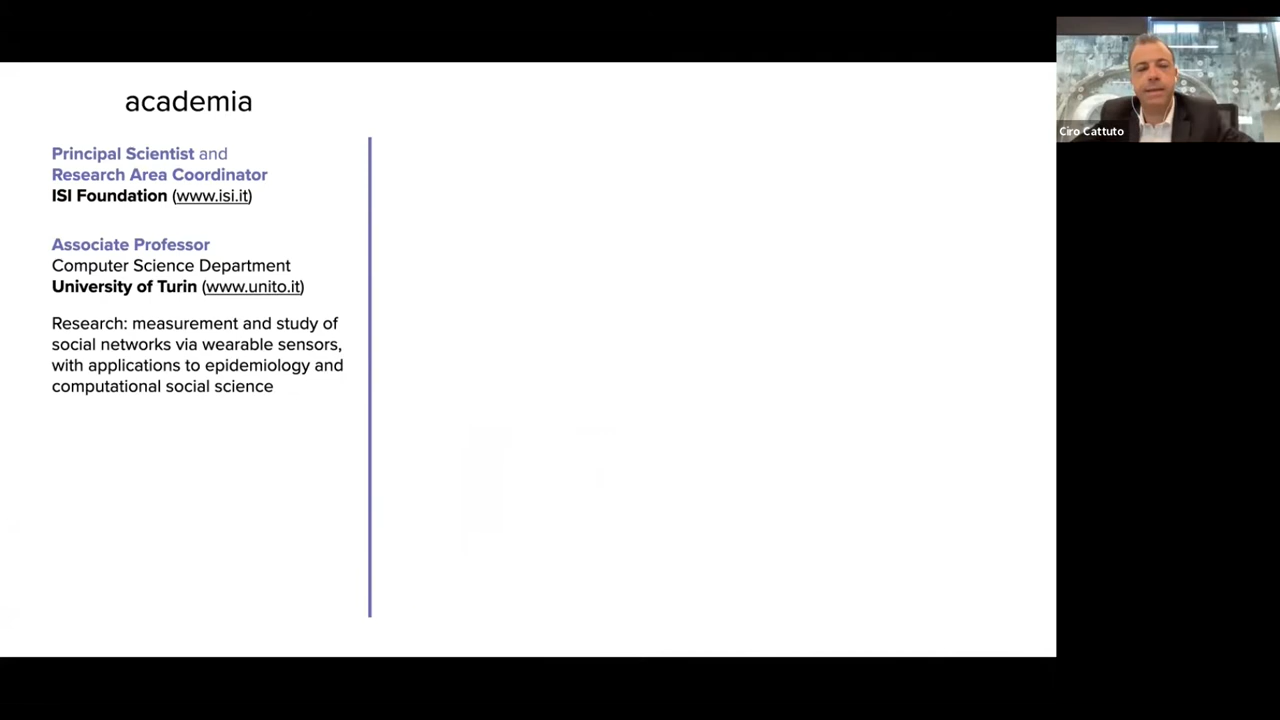 academia
Principal Scientist and
Research Area Coordinator
ISI Foundation (www.isi.it)
Associate Professor
Computer Science Department
University of Turin (www.unito.it)
Research: measurement and study of
social networks via wearable sensors,
with applications to epidemiology and
computational social science
Ciro Cattuto